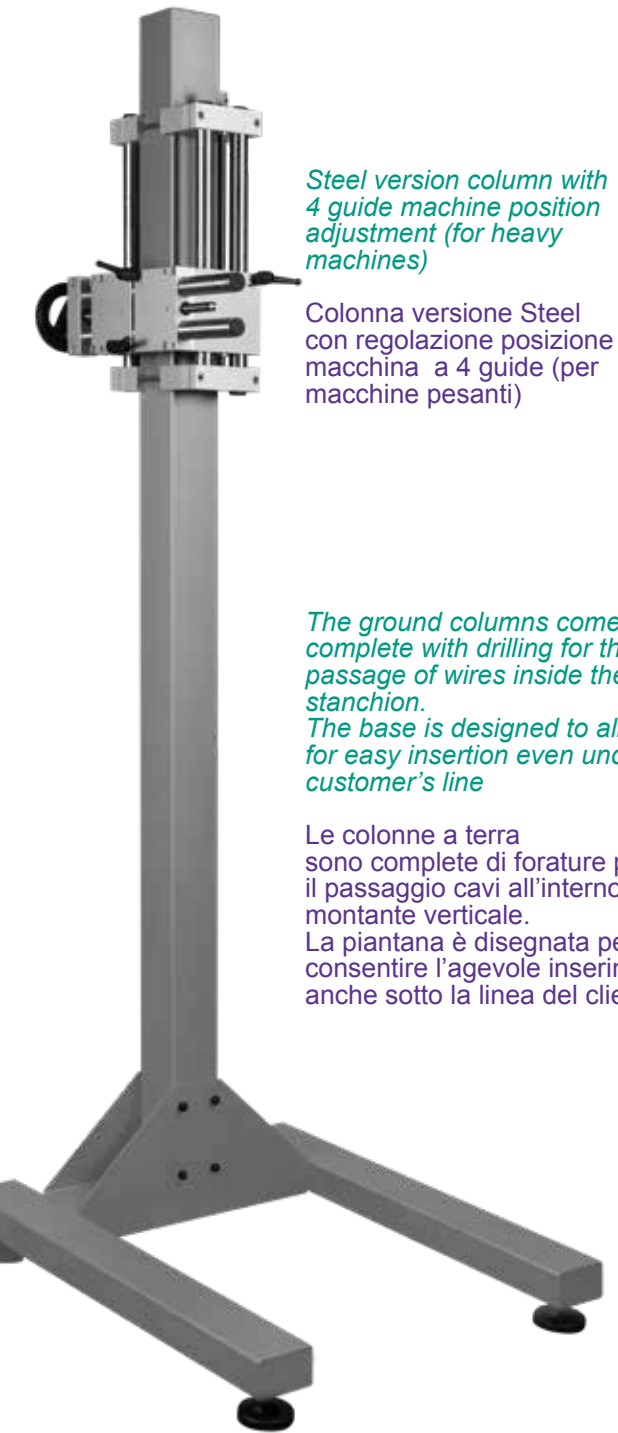 Steel version column with
4 guide machine position
adjustment (for heavy
machines)
Colonna versione Steel
con regolazione posizione
macchina a 4 guide (per
macchine pesanti)
The ground columns come
complete with drilling for
passage of wires inside
stanchion.
The base is designed to
for easy insertion even
customer's line
Le colonne a terra
sono complete di forature
il passaggio cavi all'interno
montante verticale.
La piantana è disegnata
consentire l'agevole
anche sotto la linea del